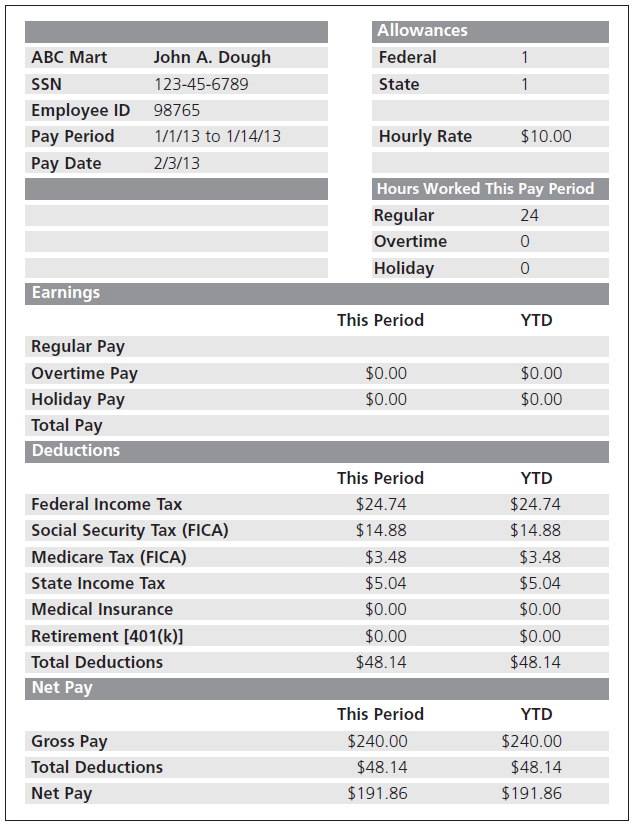 Allowances
ABC Mart John A. Dough Federal 1
SSN 123-45-6789 State 1
Employee ID 98765
Pay Period 1/1/13 to 1/14/13 Hourly Rate $10.00
Pay Date 2/3/13
Hours Worked This Pay Period
Regular 24
Overtime 0
Holiday 0
Earnings
This Period YTD
Regular Pay
Overtime Pay $0.00 $0.00
Holiday Pay $0.00 $0.00
Total Pay
Deductions
This Period YTD
Federal Income Tax $24.74 $24.74
Social Security Tax (FICA) $14.88 $14.88
Medicare Tax (FICA) $3.48 $3.48
State Income Tax $5.04 $5.04
Medical Insurance $0.00 $0.00
Retirement [401(k)] $0.00 $0.00
Total Deductions $48.14 $48.14
Net Pay
This Period YTD
Gross Pay $240.00 $240.00
Total Deductions $48.14 $48.14
Net Pay $191.86 $191.86